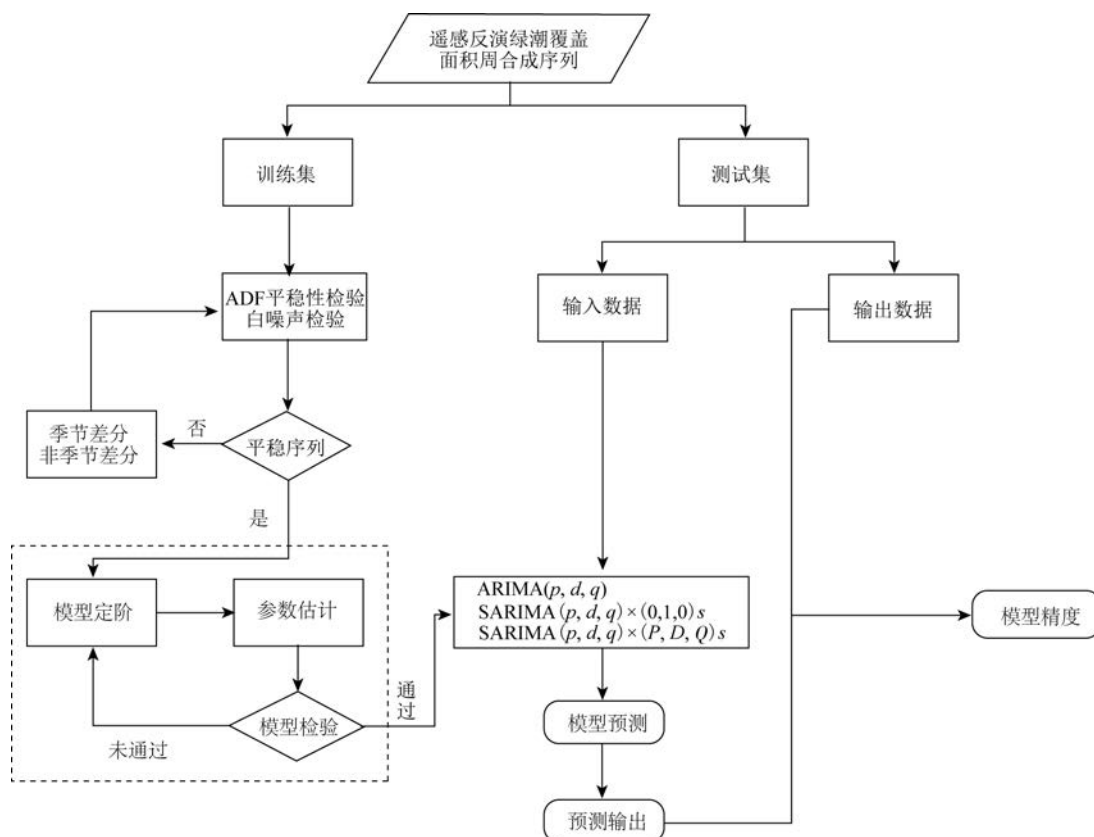 遥感反演绿潮覆盖
面积周合成序列
训练集
测试集
ADF平稳性检验
白噪声检验
输入数据
输出数据
季节差分
非季节差分
否
平稳序列
是
模型定阶
参数估计
ARIMA(p, d, q)
SARIMA(p, d, q)×(0,1,0)s
SARIMA(p, d, q)×(P, D, Q)s
模型精度
通过
模型检验
未通过
模型预测
预测输出